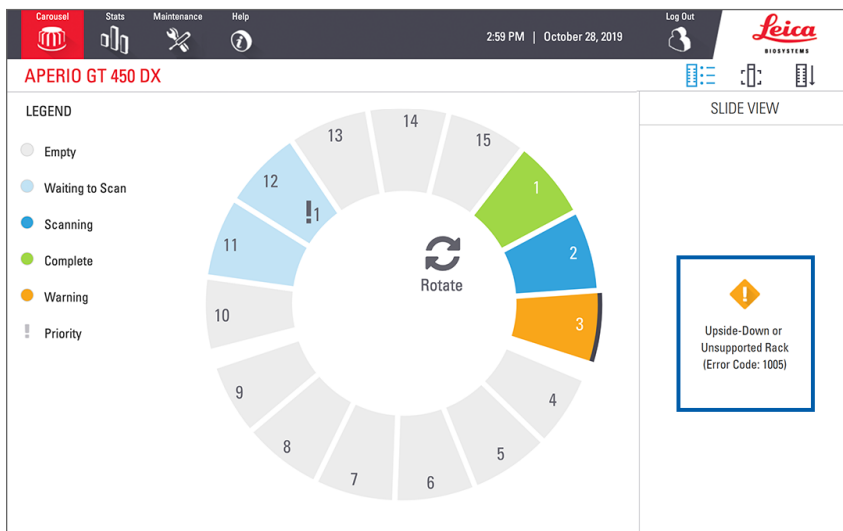 Carousel
Stats
Maintenance
Help
2:59 PM | October 28, 2019
Log Out
Leica
BIOSYSTEMS
APERIO GT 450 DX
LEGEND
Empty
Waiting to Scan
Scanning
Complete
Warning
! Priority
1
2
3
4
5
6
7
8
9
10
11
12
!1
13
14
15
Rotate
SLIDE VIEW
!
Upside-Down or
Unsupported Rack
(Error Code: 1005)